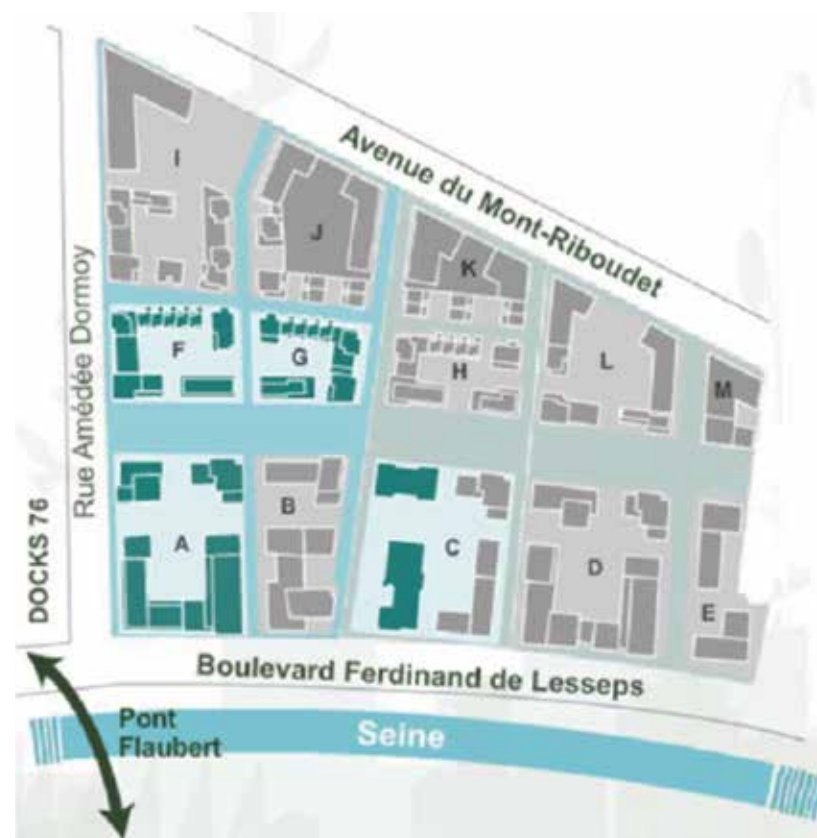 Avenue du Mont-Riboudet
I
J
K
Rue Amédée Dormoy
F
G
H
L
M
DOCKS 76
A
B
C
D
E
Boulevard Ferdinand de Lesseps
Pont
Flaubert
Seine